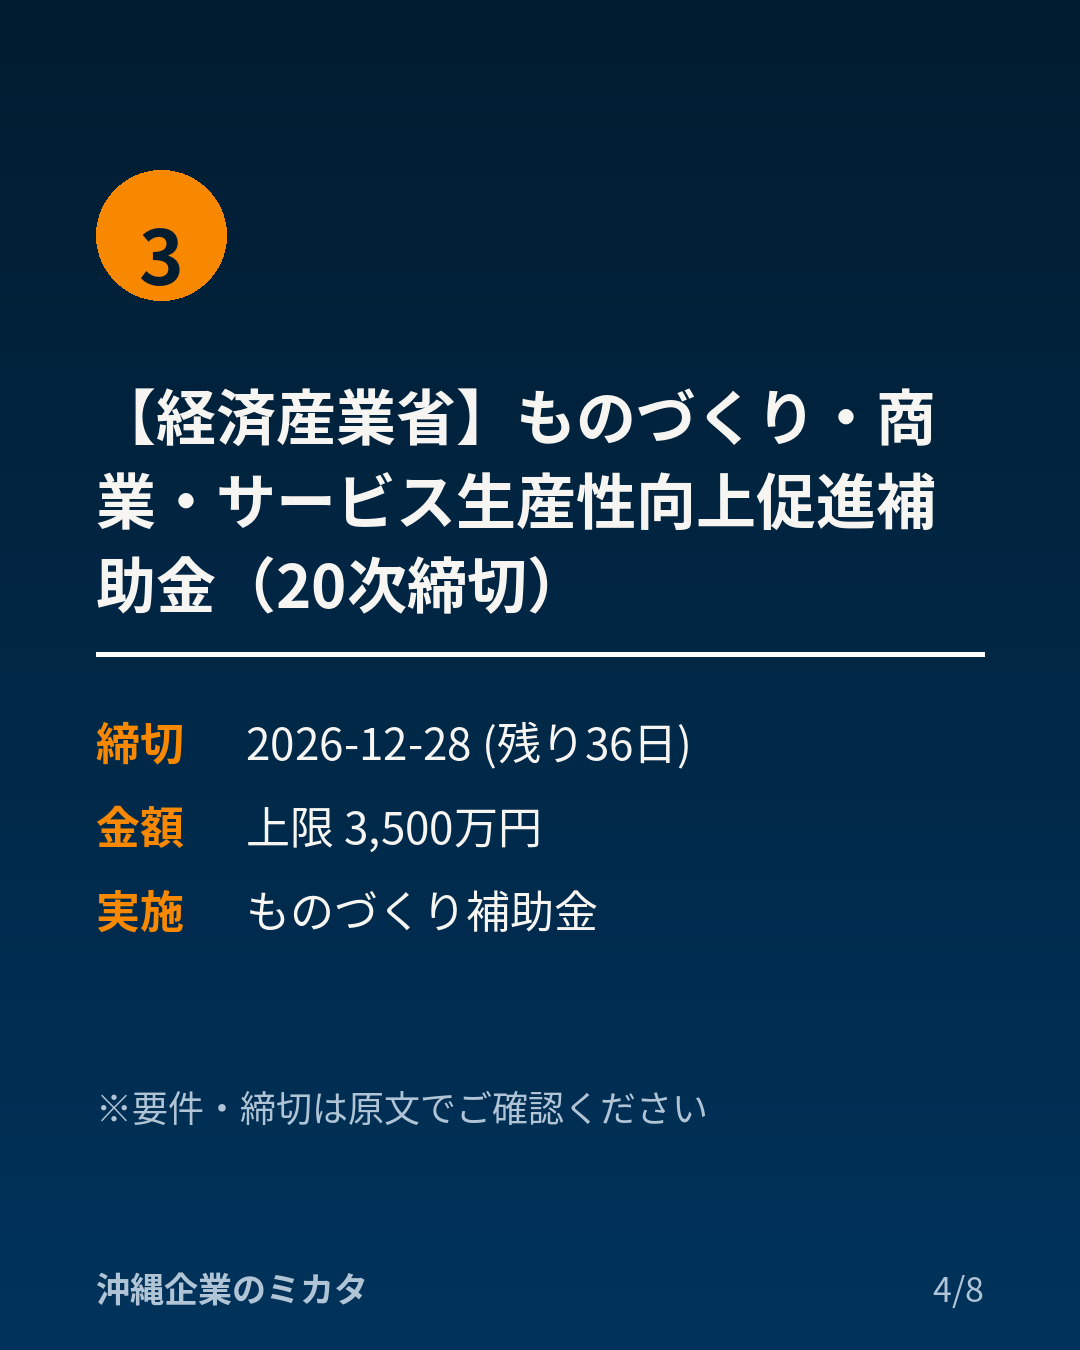 3
【経済産業省】ものづくり・商
業・サービス生産性向上促進補
助金（20次締切）
締切 2026-12-28 (残り36日)
金額 上限 3,500万円
実施 ものづくり補助金
※要件・締切は原文でご確認ください
沖縄企業のミカタ 4/8